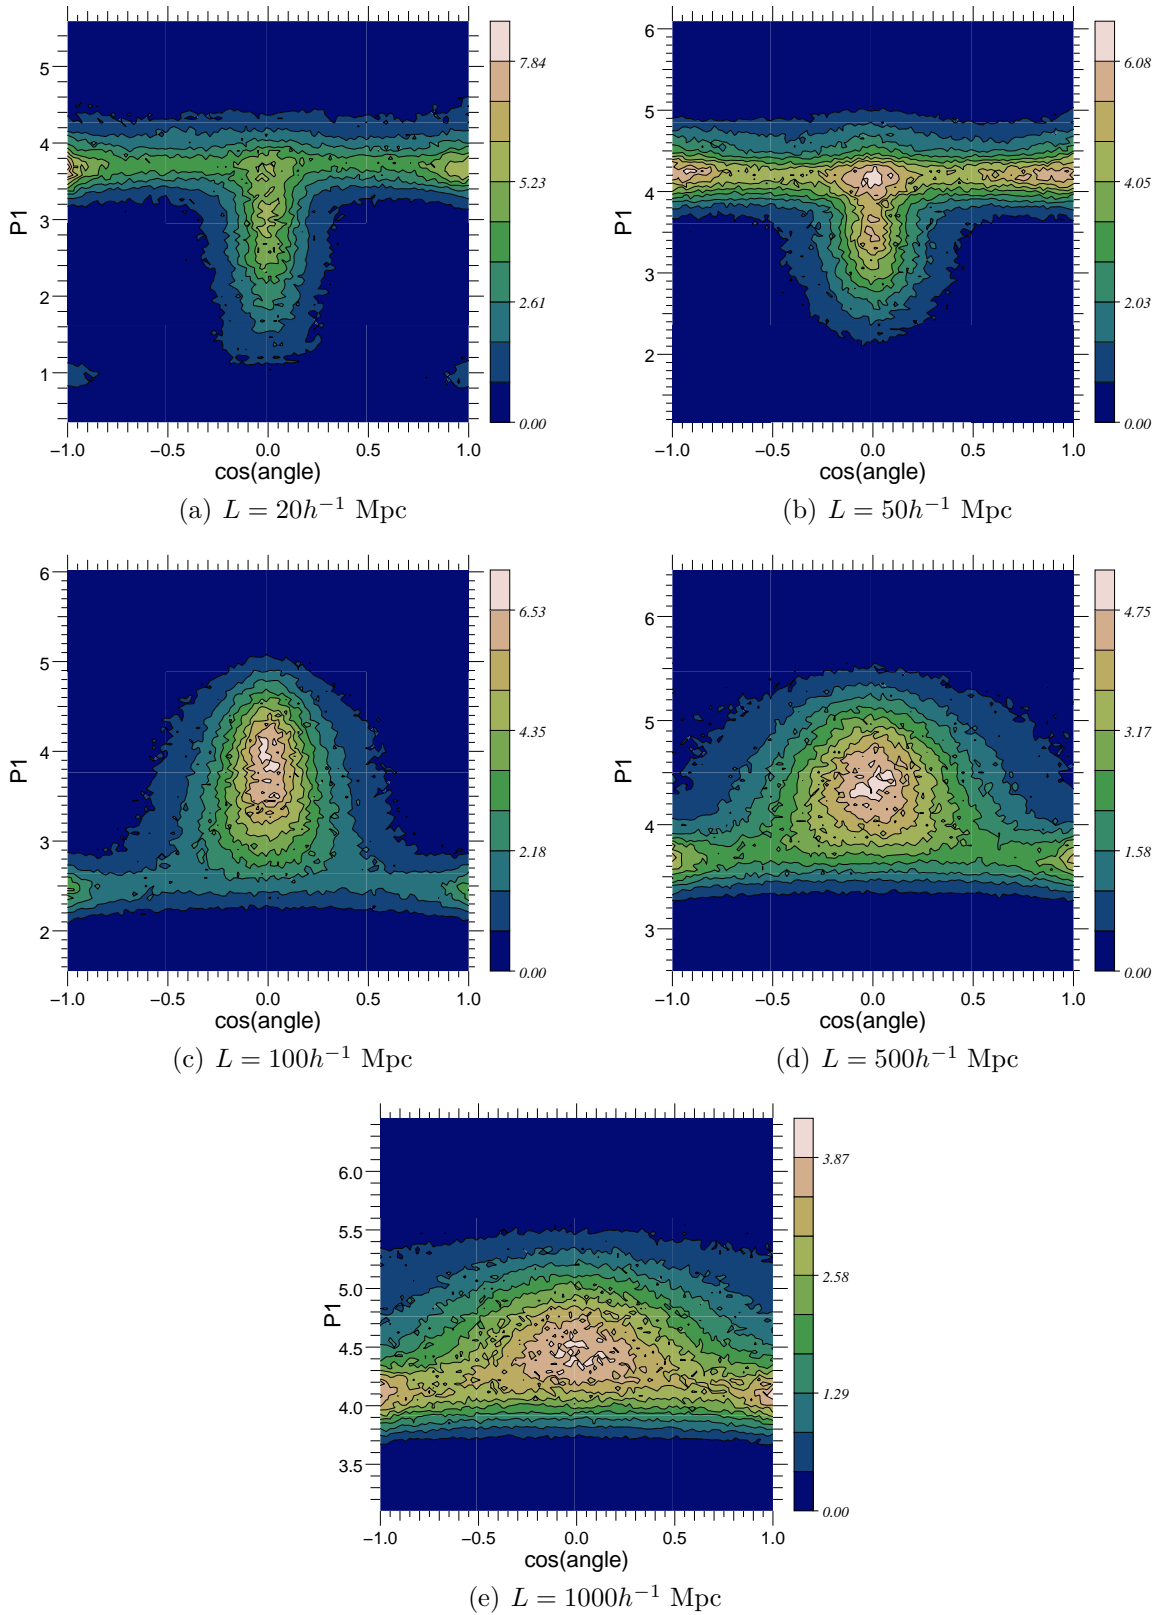 5
4
3
2
1
P1
−1.0 −0.5 0.0 0.5 1.0
cos(angle)
7.84
5.23
2.61
0.00
(a) L = 20h⁻¹ Mpc
6
5
4
3
2
P1
−1.0 −0.5 0.0 0.5 1.0
cos(angle)
6.08
4.05
2.03
0.00
(b) L = 50h⁻¹ Mpc
6
5
4
3
2
P1
−1.0 −0.5 0.0 0.5 1.0
cos(angle)
6.53
4.35
2.18
0.00
(c) L = 100h⁻¹ Mpc
6
5
4
3
P1
−1.0 −0.5 0.0 0.5 1.0
cos(angle)
4.75
3.17
1.58
0.00
(d) L = 500h⁻¹ Mpc
6.0
5.5
5.0
4.5
4.0
3.5
P1
−1.0 −0.5 0.0 0.5 1.0
cos(angle)
3.87
2.58
1.29
0.00
(e) L = 1000h⁻¹ Mpc